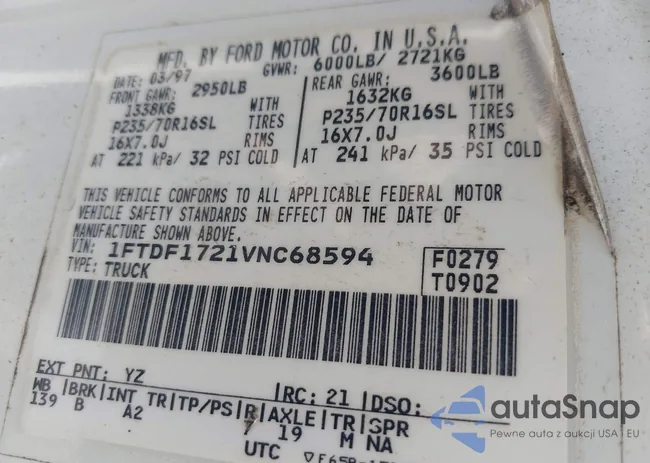 MFD. BY FORD MOTOR CO. IN U.S.A.
DATE: 03/97 GVWR: 6000LB/ 2721KG
FRONT GAWR: 2950LB
1338KG WITH
P235/70R16SL TIRES
16X7.0J RIMS
AT 221 kPa/ 32 PSI COLD
REAR GAWR: 3600LB
1632KG WITH
P235/70R16SL TIRES
16X7.0J RIMS
AT 241 kPa/ 35 PSI COLD
THIS VEHICLE CONFORMS TO ALL APPLICABLE FEDERAL MOTOR
VEHICLE SAFETY STANDARDS IN EFFECT ON THE DATE OF
MANUFACTURE SHOWN ABOVE.
VIN: 1FTDF1721VNC68594 F0279
TYPE: TRUCK T0902
EXT PNT: YZ RC: 21 DSO:
WB BRK INT TR TP/PS R AXLE TR SPR
139 B A2 7 19 M NA
UTC
autoSnap
Pewne auta z aukcji USA i EU